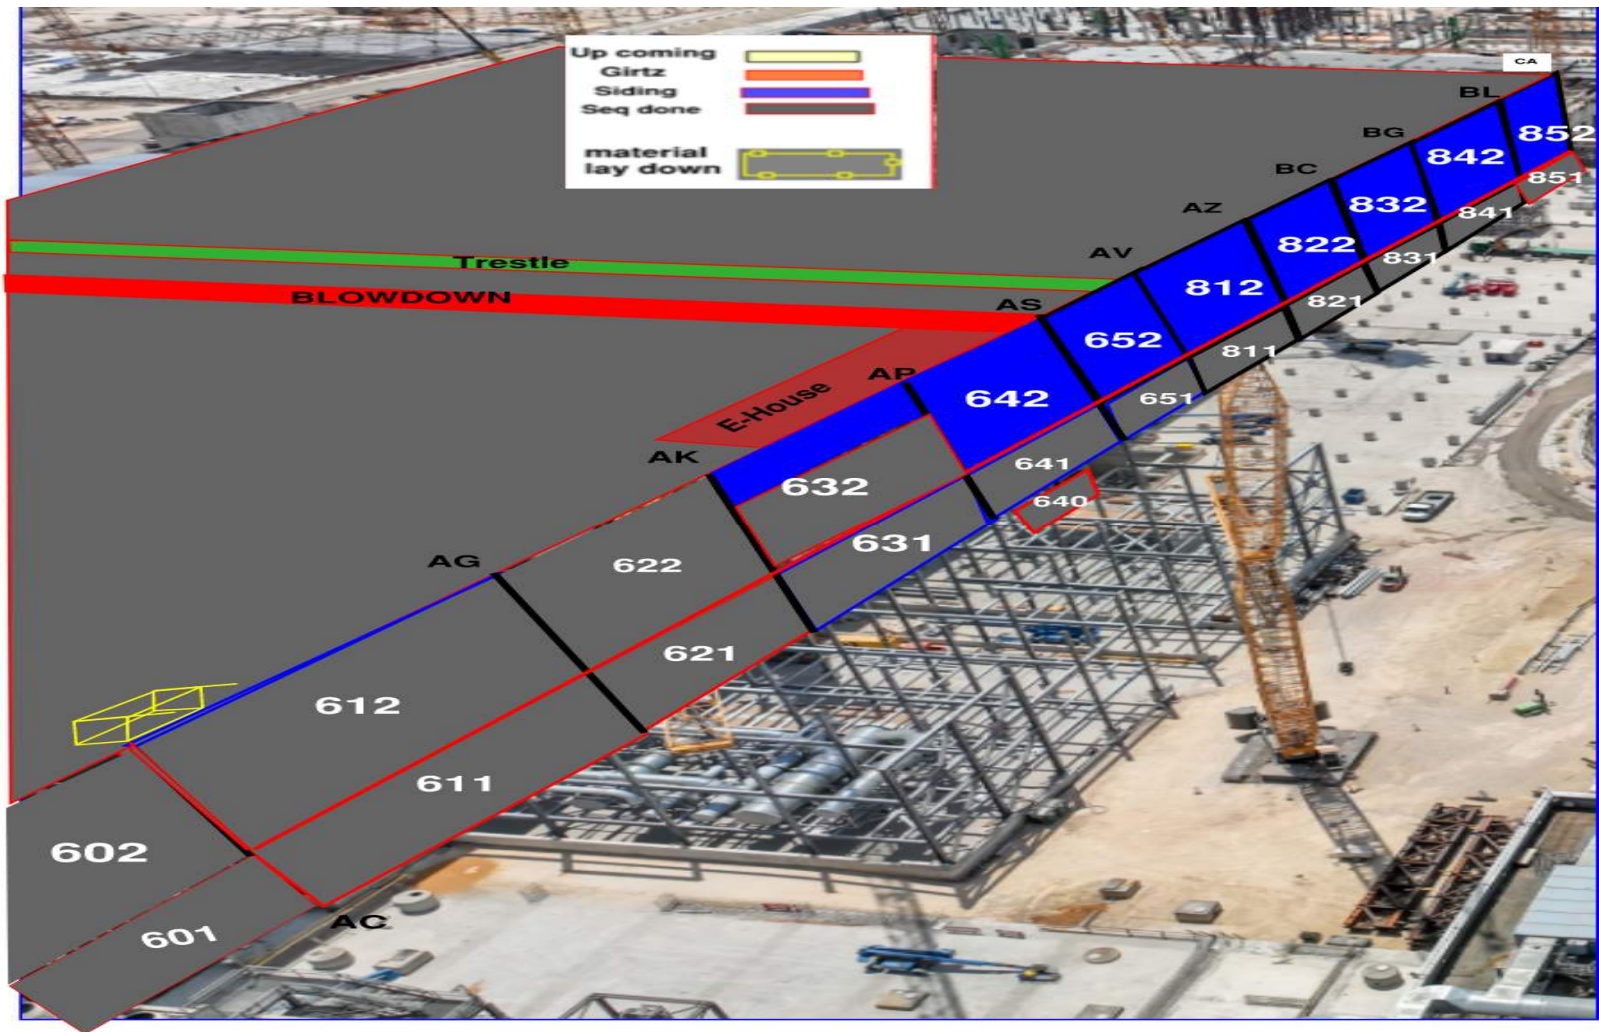 Up coming
Girtz
Siding
Seq done
material
lay down
CA
BL
852
BG
842
851
BC
832
841
AZ
822
831
AV
812
821
Trestle
BLOWDOWN
AS
652
811
AP
642
651
E-House
AK
632
641
640
631
622
AG
621
612
611
602
601
AC